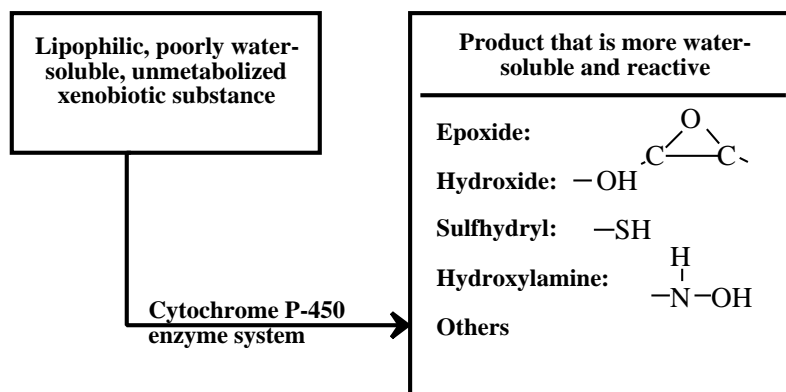 Lipophilic, poorly water-
soluble, unmetabolized
xenobiotic substance
Product that is more water-
soluble and reactive
Epoxide:
O
C C
Hydroxide: –OH
Sulfhydryl: –SH
H
Hydroxylamine: –N–OH
Others
Cytochrome P-450
enzyme system